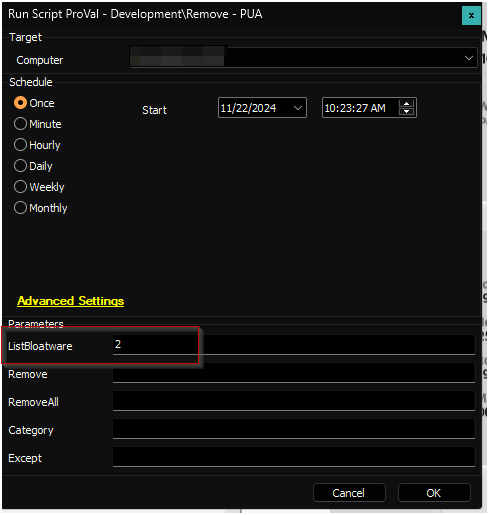 Run Script ProVal - Development\Remove - PUA x
Target
Computer
Schedule
Once Start 11/22/2024 10:23:27 AM
Minute
Hourly
Daily
Weekly
Monthly
Advanced Settings
Parameters
ListBloatware 2
Remove
RemoveAll
Category
Except
Cancel OK